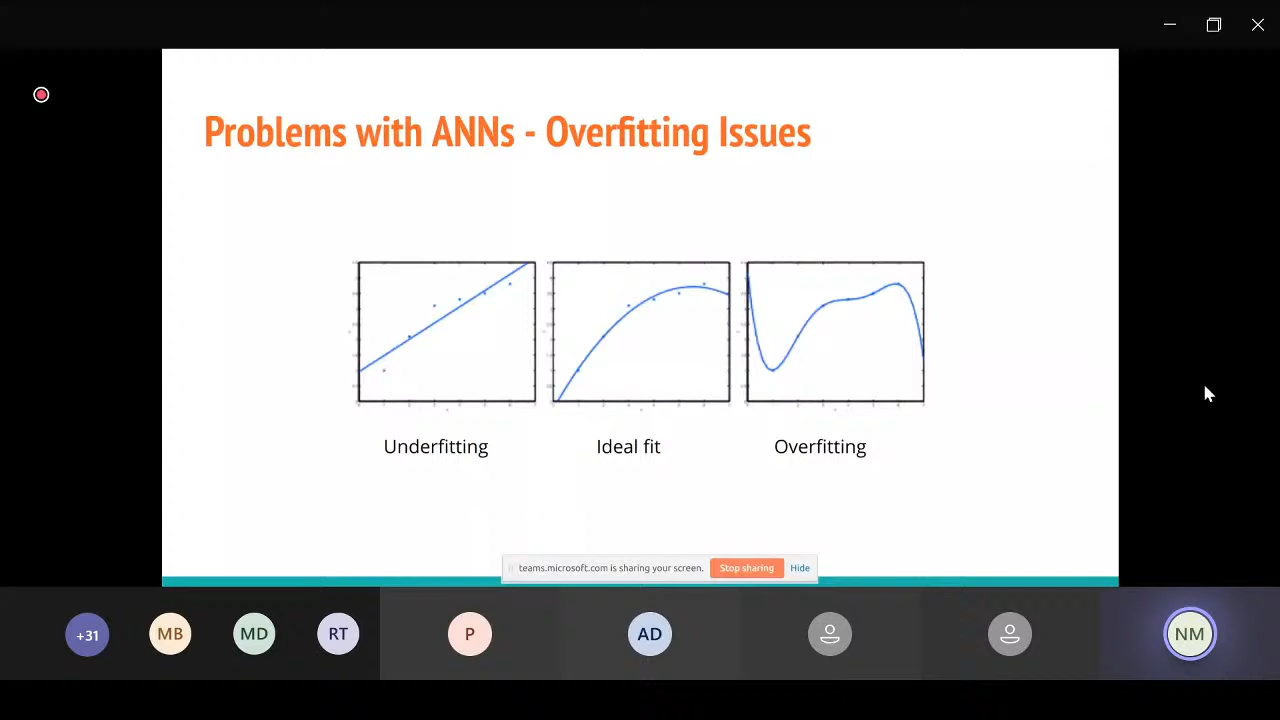 Problems with ANNs - Overfitting Issues
Underfitting
Ideal fit
Overfitting
teams.microsoft.com is sharing your screen.
Stop sharing
Hide
+31
MB
MD
RT
P
AD
NM